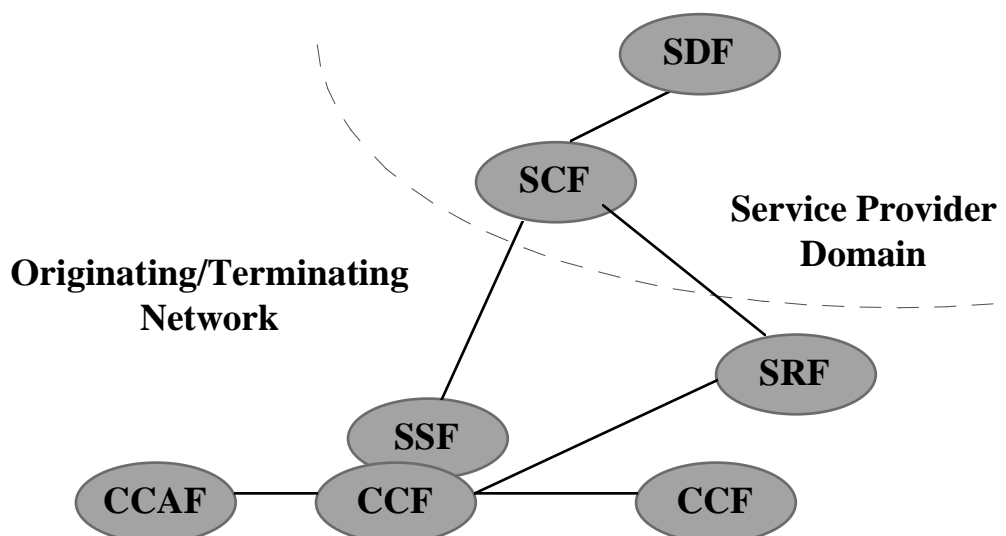 SDF
SCF
Service Provider
Domain
Originating/Terminating
Network
SRF
SSF
CCAF
CCF
CCF